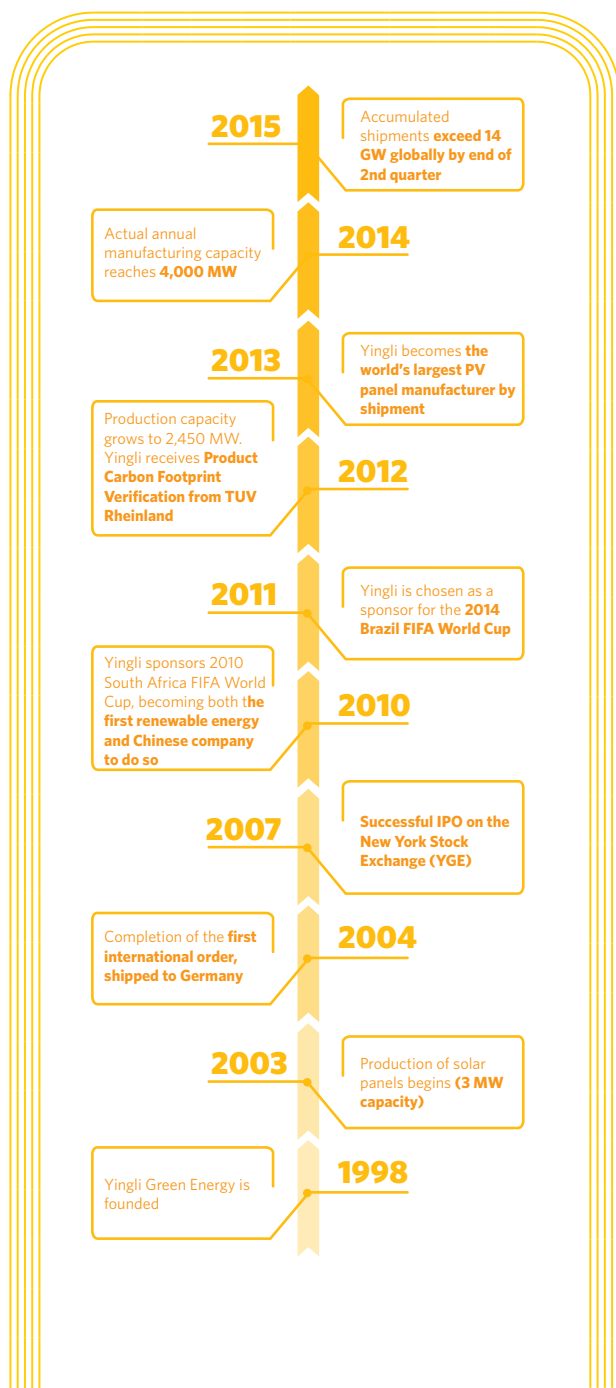 2015
Accumulated
shipments exceed 14
GW globally by end of
2nd quarter
2014
Actual annual
manufacturing capacity
reaches 4,000 MW
2013
Yingli becomes the
world's largest PV
panel manufacturer by
shipment
2012
Production capacity
grows to 2,450 MW.
Yingli receives Product
Carbon Footprint
Verification from TUV
Rheinland
2011
Yingli is chosen as a
sponsor for the 2014
Brazil FIFA World Cup
2010
Yingli sponsors 2010
South Africa FIFA World
Cup, becoming both the
first renewable energy
and Chinese company
to do so
2007
Successful IPO on the
New York Stock
Exchange (YGE)
2004
Completion of the first
international order,
shipped to Germany
2003
Production of solar
panels begins (3 MW
capacity)
1998
Yingli Green Energy is
founded